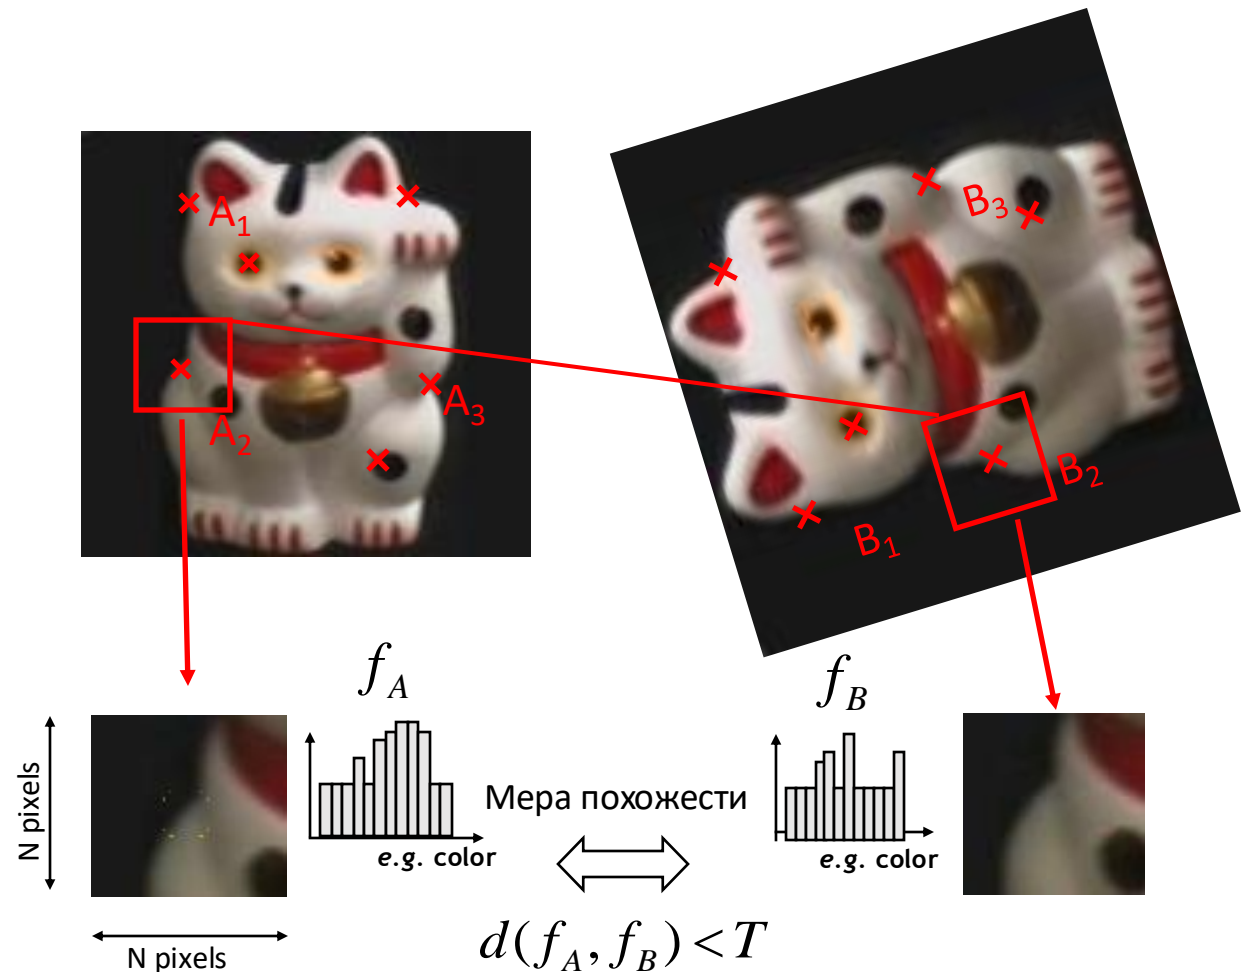 A₁
A₂
A₃
B₃
B₂
B₁
f_A
f_B
N pixels
e.g. color
Мера похожести
e.g. color
N pixels
d(f_A, f_B) < T